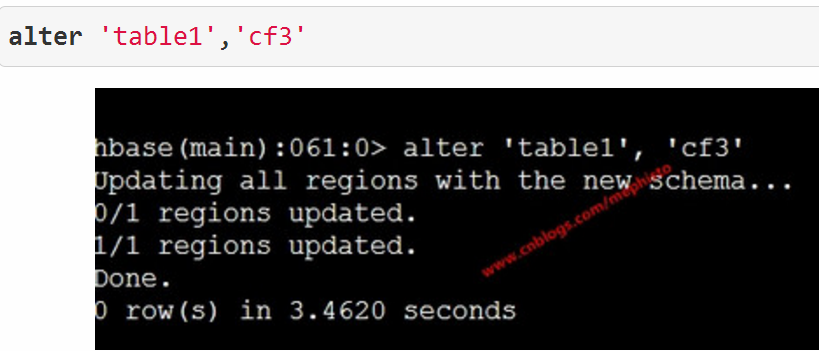 alter 'table1','cf3'
hbase(main):061:0> alter 'table1', 'cf3'
Updating all regions with the new schema...
0/1 regions updated.
1/1 regions updated.
Done.
0 row(s) in 3.4620 seconds
www.cnblogs.com/mephisto